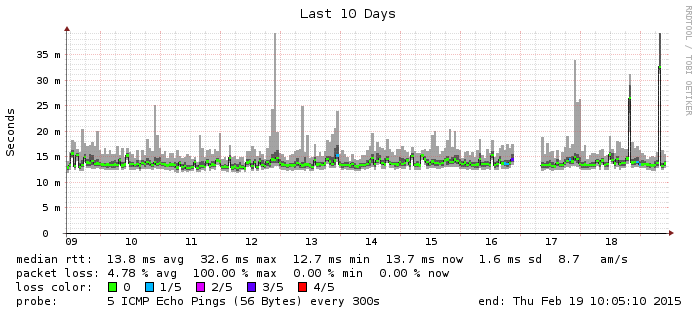 Last 10 Days
RRDTOOL / TOBI OETIKER
Seconds
35 m
30 m
25 m
20 m
15 m
10 m
5 m
0
09 10 11 12 13 14 15 16 17 18
median rtt: 13.8 ms avg 32.6 ms max 12.7 ms min 13.7 ms now 1.6 ms sd 8.7 am/s
packet loss: 4.78 % avg 100.00 % max 0.00 % min 0.00 % now
loss color: 0 1/5 2/5 3/5 4/5
probe: 5 ICMP Echo Pings (56 Bytes) every 300s end: Thu Feb 19 10:05:10 2015